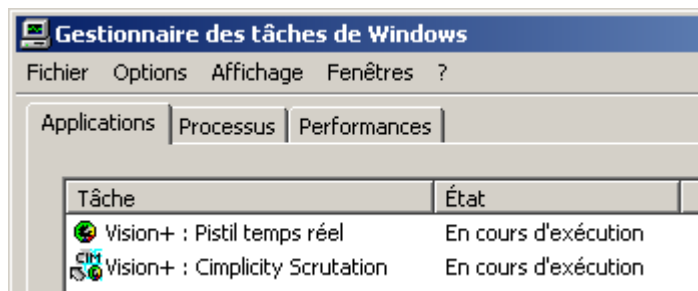 Gestionnaire des tâches de Windows
Fichier Options Affichage Fenêtres ?
Applications Processus Performances
Tâche État
Vision+ : Pistil temps réel En cours d'exécution
CIM Vision+ : Cimplicity Scrutation En cours d'exécution